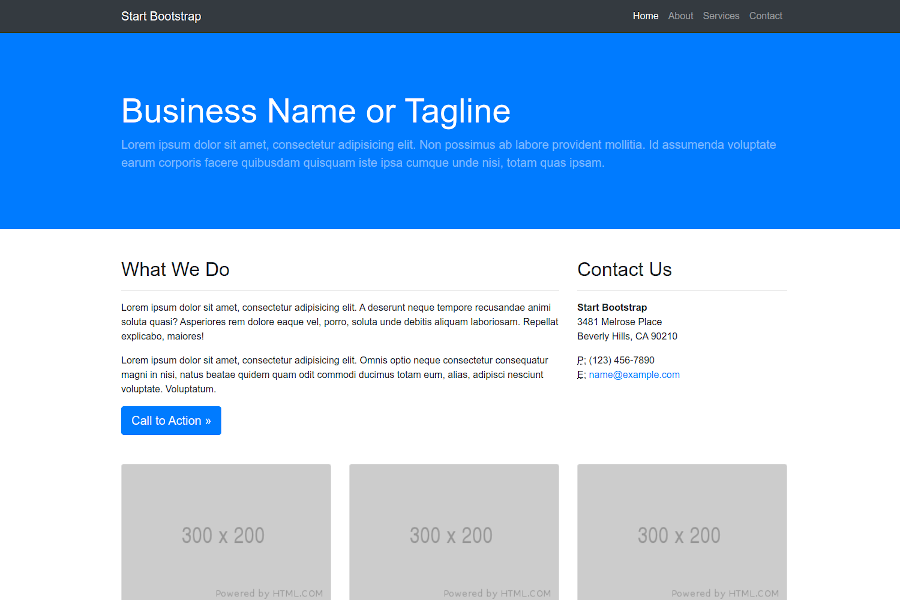 Start Bootstrap
Home About Services Contact
Business Name or Tagline
Lorem ipsum dolor sit amet, consectetur adipisicing elit. Non possimus ab labore provident mollitia. Id assumenda voluptate
earum corporis facere quibusdam quisquam iste ipsa cumque unde nisi, totam quas ipsam.
What We Do
Lorem ipsum dolor sit amet, consectetur adipisicing elit. A deserunt neque tempore recusandae animi
soluta quasi? Asperiores rem dolore eaque vel, porro, soluta unde debitis aliquam laboriosam. Repellat
explicabo, maiores!
Lorem ipsum dolor sit amet, consectetur adipisicing elit. Omnis optio neque consectetur consequatur
magni in nisi, natus beatae quidem quam odit commodi ducimus totam eum, alias, adipisci nesciunt
voluptate. Voluptatum.
Call to Action »
Contact Us
Start Bootstrap
3481 Melrose Place
Beverly Hills, CA 90210
P: (123) 456-7890
E: name@example.com
300 x 200
Powered by HTML.COM
300 x 200
Powered by HTML.COM
300 x 200
Powered by HTML.COM